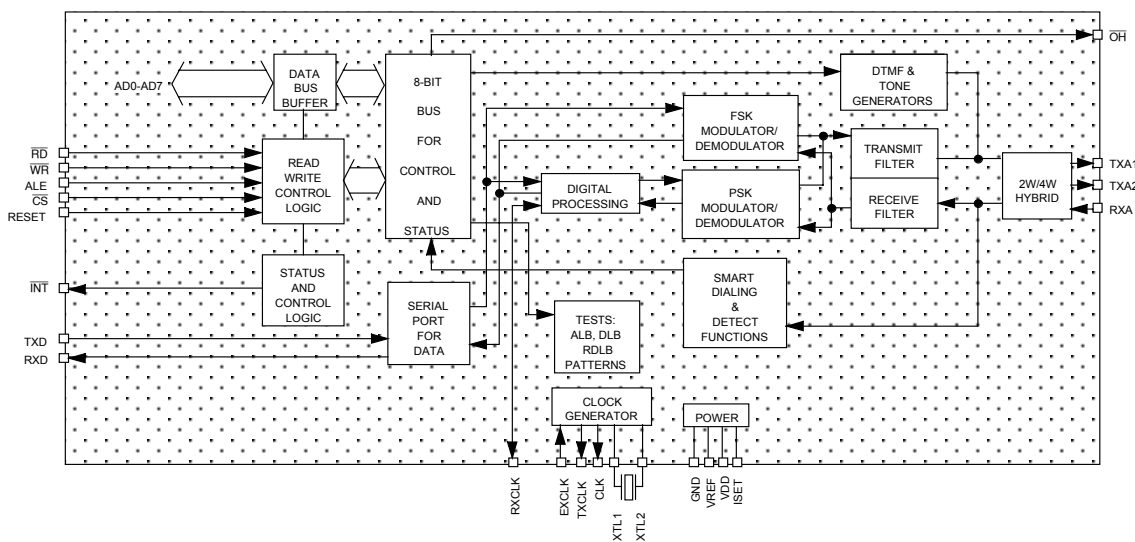 OH
AD0-AD7
DATA
BUS
BUFFER
8-BIT
BUS
FOR
CONTROL
AND
STATUS
DTMF &
TONE
GENERATORS
FSK
MODULATOR/
DEMODULATOR
RD
WR
ALE
CS
RESET
READ
WRITE
CONTROL
LOGIC
DIGITAL
PROCESSING
PSK
MODULATOR/
DEMODULATOR
TRANSMIT
FILTER
RECEIVE
FILTER
2W/4W
HYBRID
TXA1
TXA2
RXA
INT
STATUS
AND
CONTROL
LOGIC
SERIAL
PORT
FOR
DATA
TESTS:
ALB, DLB
RDLB
PATTERNS
SMART
DIALING
&
DETECT
FUNCTIONS
TXD
RXD
CLOCK
GENERATOR
POWER
RXCLK
EXCLK
TXCLK
CLK
XTL1
XTL2
GND
VREF
VDD
ISET